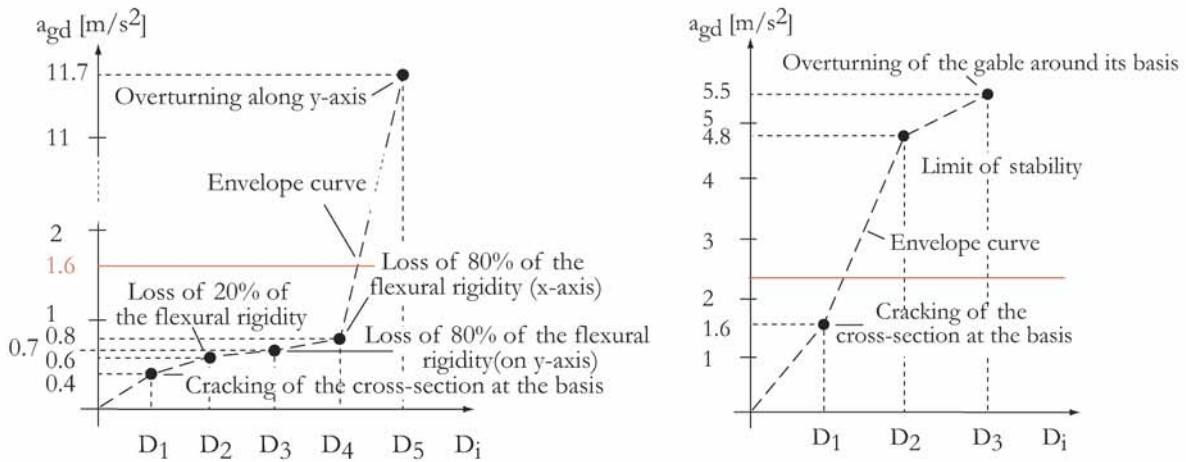 a_gd [m/s²]
11.7
Overturning along y-axis
11
Envelope curve
2
1.6
Loss of 80% of the
flexural rigidity (x-axis)
Loss of 20% of
the flexural rigidity
1
0.8
0.7
Loss of 80% of the flexural
rigidity(on y-axis)
0.6
0.4
Cracking of the cross-section at the basis
D₁ D₂ D₃ D₄ D₅ D_i
a_gd [m/s²]
Overturning of the gable around its basis
5.5
5
4.8
Limit of stability
4
3
Envelope curve
2
1.6
Cracking of the
cross-section at the basis
1
D₁ D₂ D₃ D_i